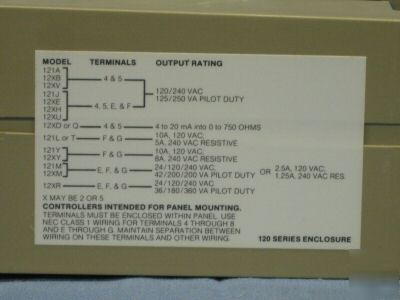 MODEL TERMINALS OUTPUT RATING
121A
12XB 4 & 5
12XV
120/240 VAC
125/250 VA PILOT DUTY
121J
12XE
12XH 4, 5, E, & F
12XU
12XD or Q 4 & 5 4 to 20 mA into 0 to 750 OHMS
121L or T F & G 10A, 120 VAC;
5A, 240 VAC RESISTIVE
121Y F & G 10A, 120 VAC;
12XY 8A, 240 VAC RESISTIVE
121M E, F, & G 24/120/240 VAC
12XM 42/200/200 VA PILOT DUTY
OR 2.5A, 120 VAC;
1.25A, 240 VAC RES.
12XR E, F, & G 24/120/240 VAC
36/180/360 VA PILOT DUTY
X MAY BE 2 OR 5
CONTROLLERS INTENDED FOR PANEL MOUNTING.
TERMINALS MUST BE ENCLOSED WITHIN PANEL. USE
NEC CLASS 1 WIRING FOR TERMINALS 4 THROUGH 8
AND E THROUGH G. MAINTAIN SEPARATION BETWEEN
WIRING ON THESE TERMINALS AND OTHER WIRING.
120 SERIES ENCLOSURE